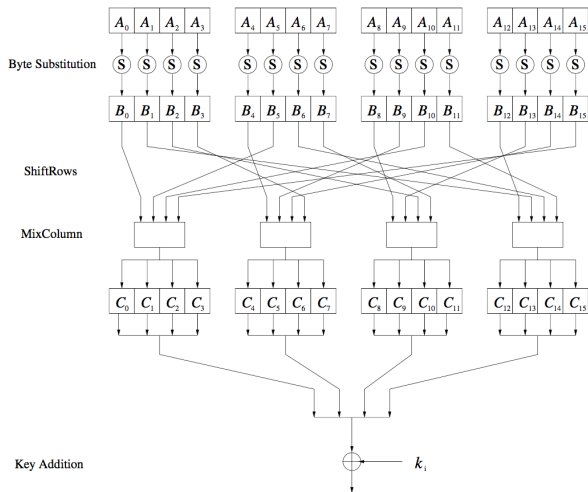 A0 A1 A2 A3 A4 A5 A6 A7 A8 A9 A10 A11 A12 A13 A14 A15
Byte Substitution S S S S S S S S S S S S S S S S
B0 B1 B2 B3 B4 B5 B6 B7 B8 B9 B10 B11 B12 B13 B14 B15
ShiftRows
MixColumn
C0 C1 C2 C3 C4 C5 C6 C7 C8 C9 C10 C11 C12 C13 C14 C15
Key Addition ki